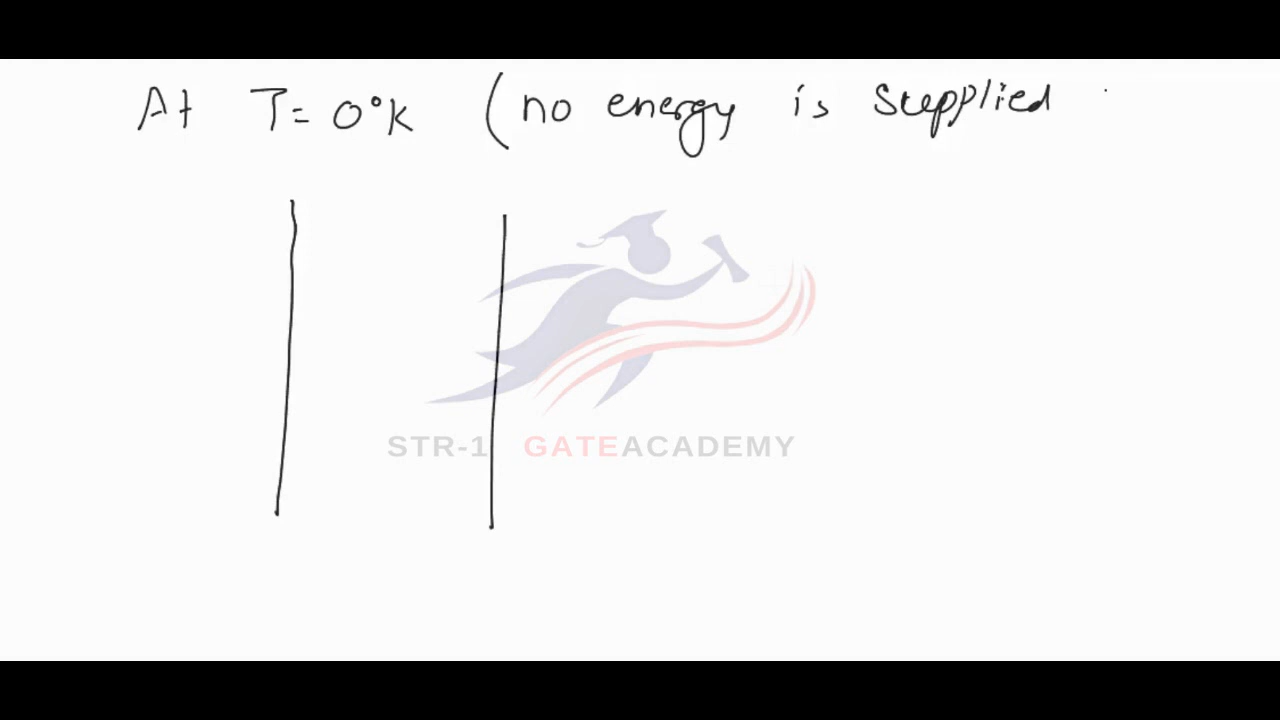 At T= 0°K (no energy is supplied
STR-1 GATEACADEMY